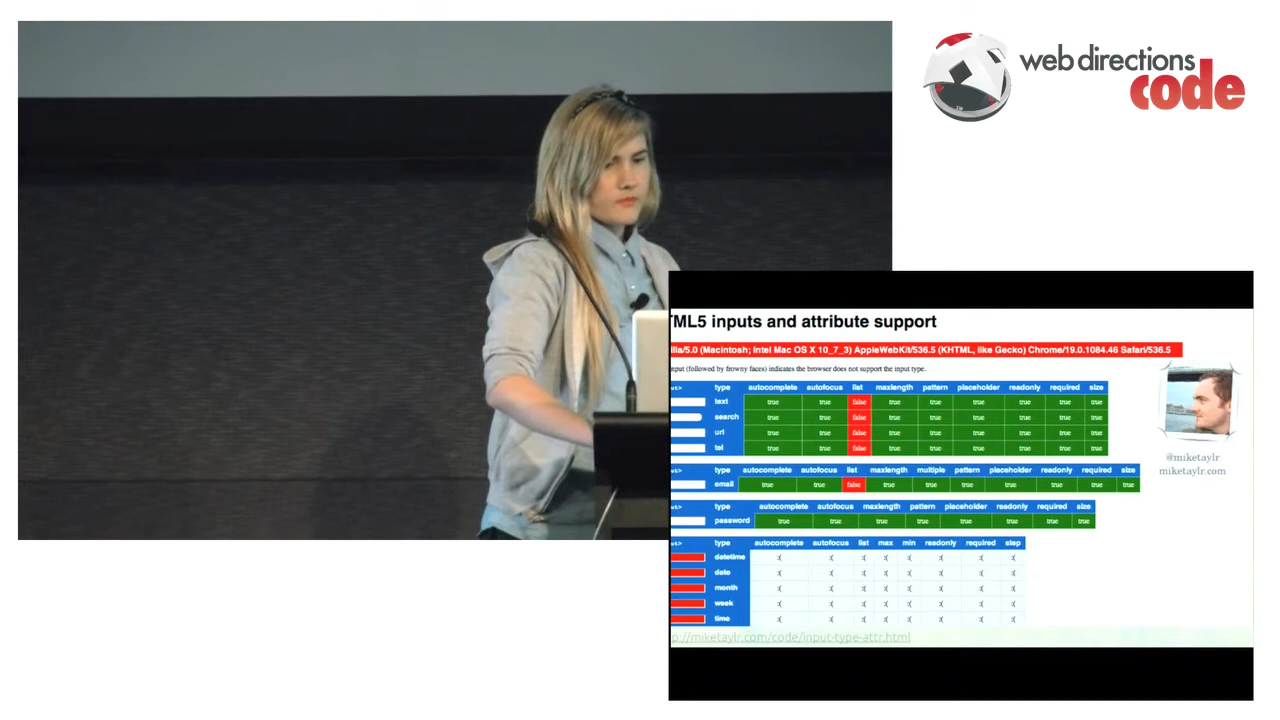 web directions
code
TML5 inputs and attribute support
illa/5.0 (Macintosh; Intel Mac OS X 10_7_3) AppleWebKit/536.5 (KHTML, like Gecko) Chrome/19.0.1084.46 Safari/536.5
nput (followed by frowny faces) indicates the browser does not support the input type.
ut> type autocomplete autofocus list maxlength pattern placeholder readonly required size
text true true false true true true true true true
search true true false true true true true true true
url true true false true true true true true true
tel true true false true true true true true true
ut> type autocomplete autofocus list maxlength multiple pattern placeholder readonly required size
email true true false true true true true true true true
ut> type autocomplete autofocus maxlength pattern placeholder readonly required size
password true true true true true true true true
ut> type autocomplete autofocus list max min readonly required step
datetime :( :( :( :( :( :( :( :(
date :( :( :( :( :( :( :( :(
month :( :( :( :( :( :( :( :(
week :( :( :( :( :( :( :( :(
time :( :( :( :( :( :( :( :(
p://miketaylr.com/code/input-type-attr.html
@miketaylr
miketaylr.com